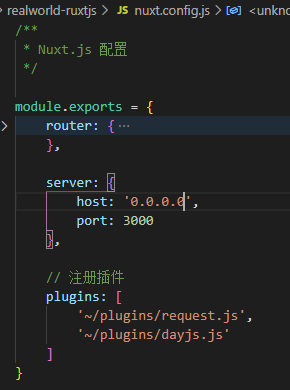 realworld-ruxtjs > JS nuxt.config.js > <unkno
/**
 * Nuxt.js 配置
 */
module.exports = {
    router: {···
    },
    server: {
        host: '0.0.0.0',
        port: 3000
    },
    // 注册插件
    plugins: [
        '~/plugins/request.js',
        '~/plugins/dayjs.js'
    ]
}